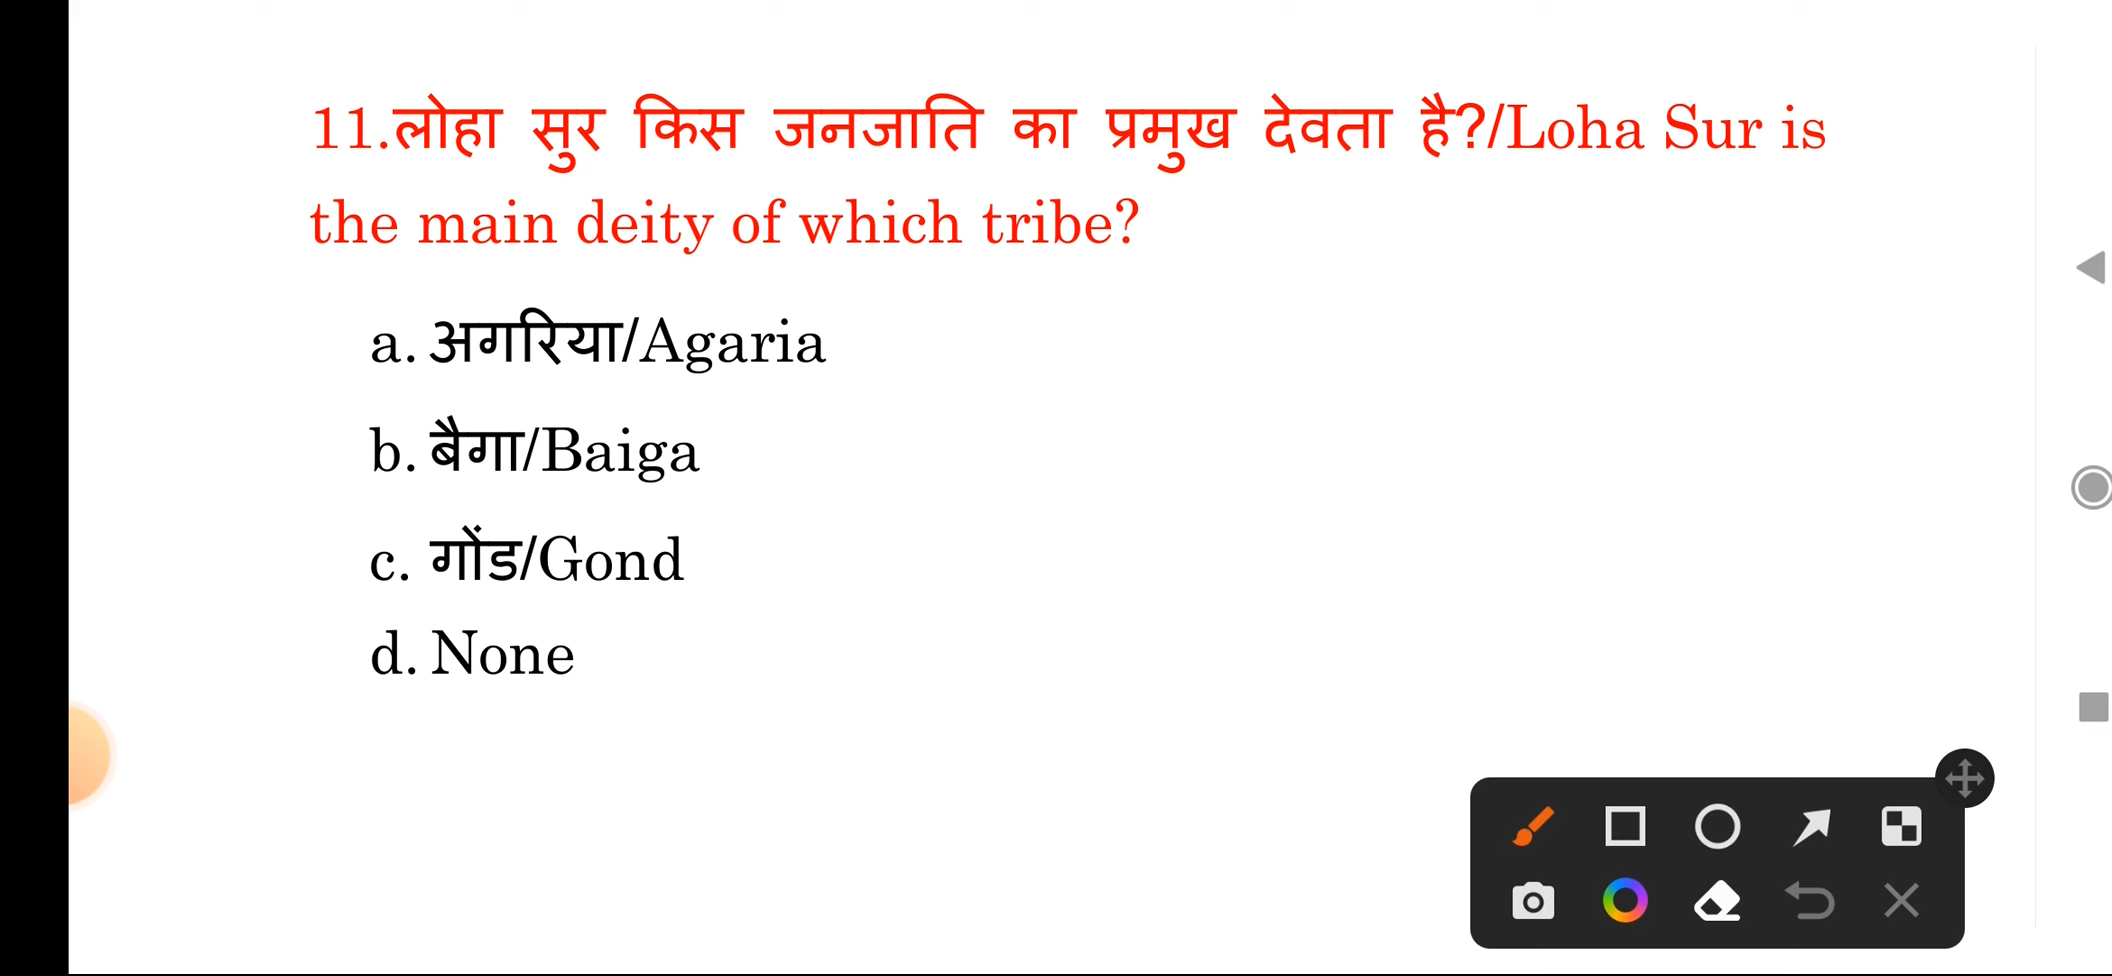 11.लोहा सुर किस जनजाति का प्रमुख देवता है?/Loha Sur is
the main deity of which tribe?
a. अगरिया/Agaria
b. बैगा/Baiga
c. गोंड/Gond
d. None